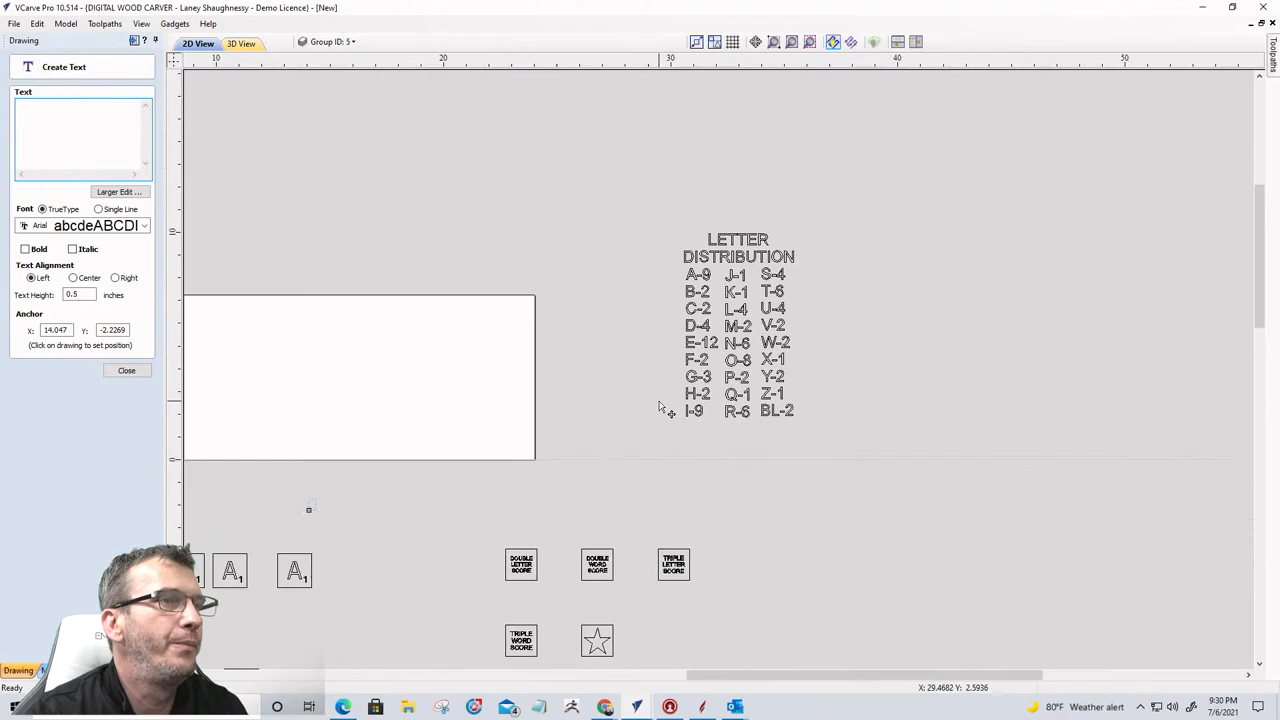 VCarve Pro 10.514 - {DIGITAL WOOD CARVER - Laney Shaughnessy - Demo Licence} - [New]
File Edit Model Toolpaths View Gadgets Help
Drawing
2D View 3D View Group ID: 5
10 20 30 40 50
Create Text
Text
Larger Edit ...
Font TrueType Single Line
Arial abcdeABCDI
Bold Italic
Text Alignment
Left Center Right
Text Height: 0.5 inches
Anchor
X: 14.047 Y: -2.2269
(Click on drawing to set position)
Close
Toolpaths
10
0
LETTER
DISTRIBUTION
A-9 J-1 S-4
B-2 K-1 T-6
C-2 L-4 U-4
D-4 M-2 V-2
E-12 N-6 W-2
F-2 O-8 X-1
G-3 P-2 Y-2
H-2 Q-1 Z-1
I-9 R-6 BL-2
1 A1 A1
DOUBLE LETTER SCORE
DOUBLE WORD SCORE
TRIPLE LETTER SCORE
TRIPLE WORD SCORE
Drawing
Ready
X: 29.4682 Y: 2.5936
80°F Weather alert
9:30 PM
7/6/2021